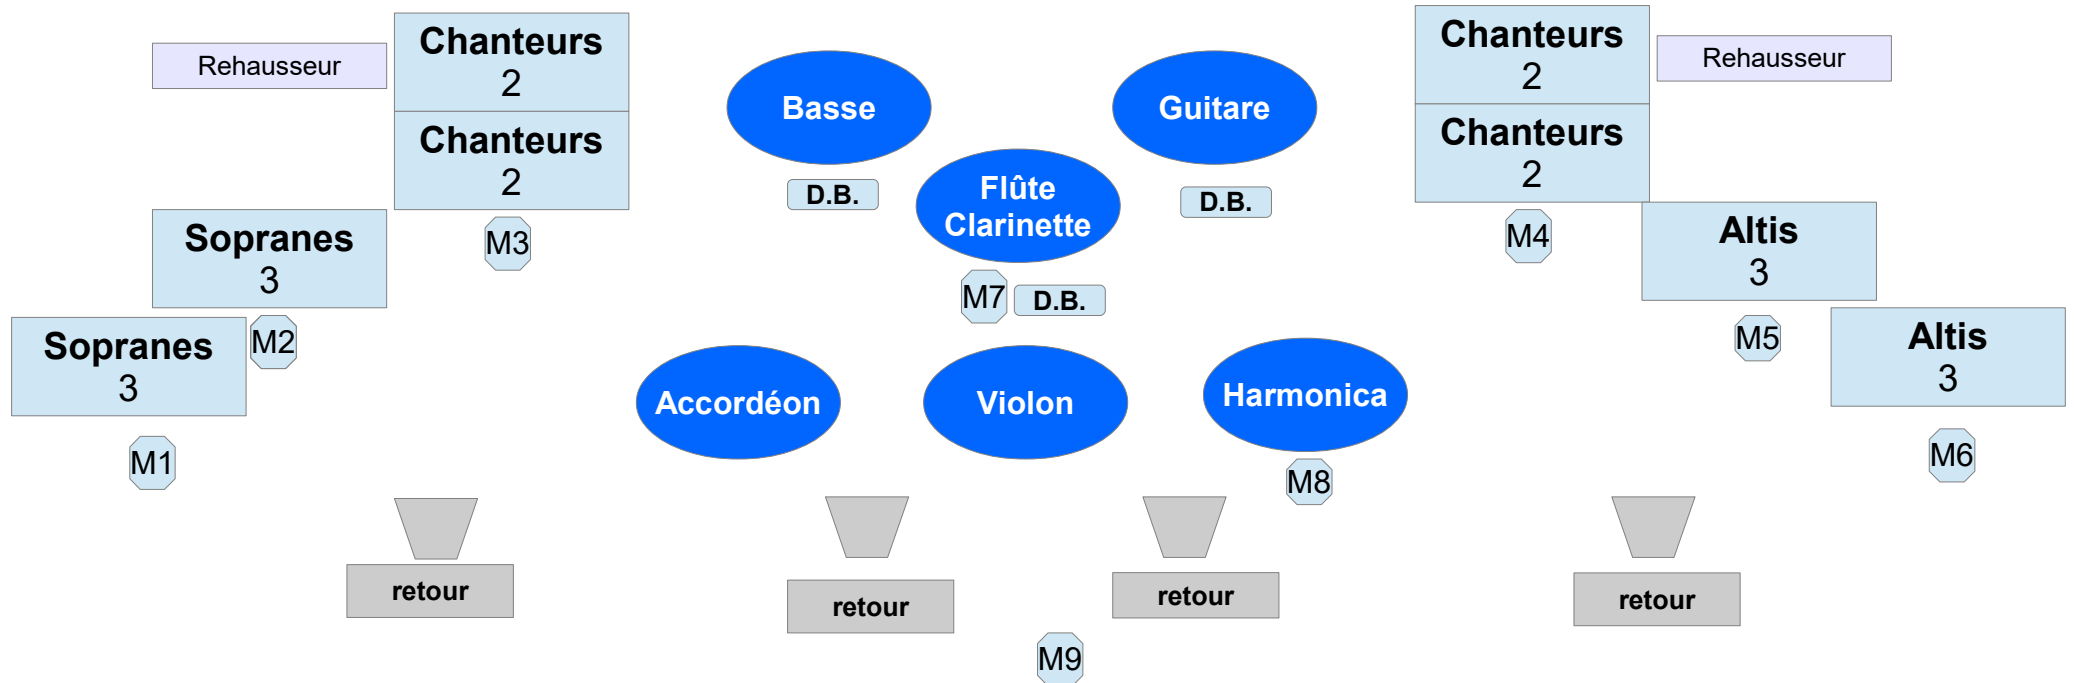 Rehausseur
Chanteurs
2
Chanteurs
2
M3
Sopranes
3
M2
Sopranes
3
M1
Basse
D.B.
Guitare
D.B.
Flûte
Clarinette
M7
D.B.
Accordéon
Violon
Harmonica
M8
Chanteurs
2
Rehausseur
Chanteurs
2
M4
Altis
3
M5
Altis
3
M6
retour
retour
retour
retour
M9